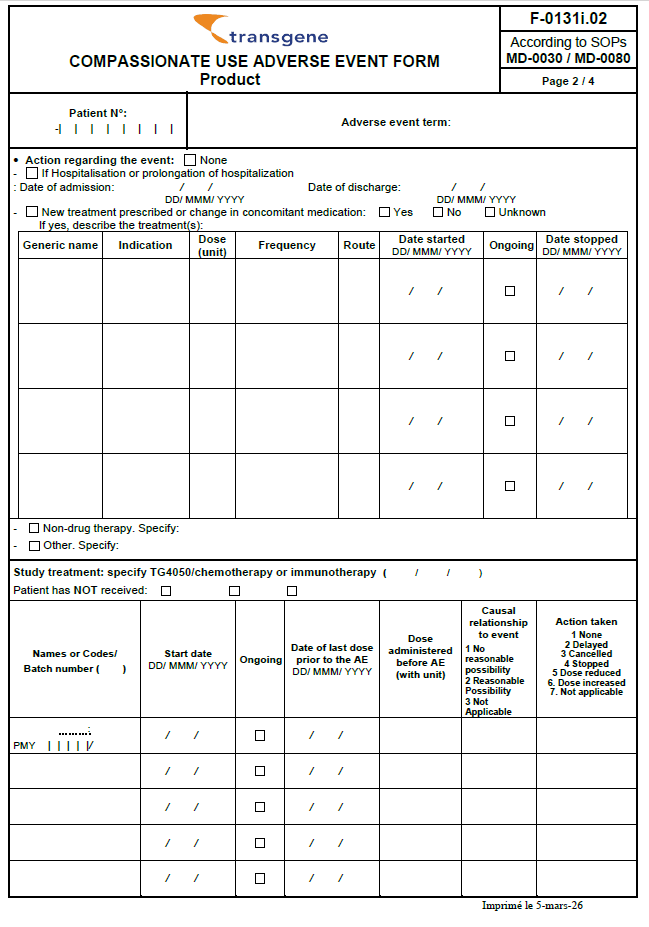 transgene
COMPASSIONATE USE ADVERSE EVENT FORM
Product
F-0131i.02
According to SOPs
MD-0030 / MD-0080
Page 2 / 4
Patient N°:
-| | | | | | | |
Adverse event term:
• Action regarding the event: ☐ None
- ☐ If Hospitalisation or prolongation of hospitalization
: Date of admission: / / Date of discharge: / /
DD/ MMM/ YYYY DD/ MMM/ YYYY
- ☐ New treatment prescribed or change in concomitant medication: ☐ Yes ☐ No ☐ Unknown
If yes, describe the treatment(s):
Generic name Indication Dose (unit) Frequency Route Date started DD/ MMM/ YYYY Ongoing Date stopped DD/ MMM/ YYYY
/ / ☐ / /
/ / ☐ / /
/ / ☐ / /
/ / ☐ / /
- ☐ Non-drug therapy. Specify:
- ☐ Other. Specify:
Study treatment: specify TG4050/chemotherapy or immunotherapy ( / / )
Patient has NOT received: ☐ ☐ ☐
Names or Codes/
Batch number ( )
Start date
DD/ MMM/ YYYY
Ongoing
Date of last dose
prior to the AE
DD/ MMM/ YYYY
Dose
administered
before AE
(with unit)
Causal
relationship
to event
1 No
reasonable
possibility
2 Reasonable
Possibility
3 Not
Applicable
Action taken
1 None
2 Delayed
3 Cancelled
4 Stopped
5 Dose reduced
6. Dose increased
7. Not applicable
........:
PMY | | | | |/ / / ☐ / /
/ / ☐ / /
/ / ☐ / /
/ / ☐ / /
/ / ☐ / /
Imprimé le 5-mars-26